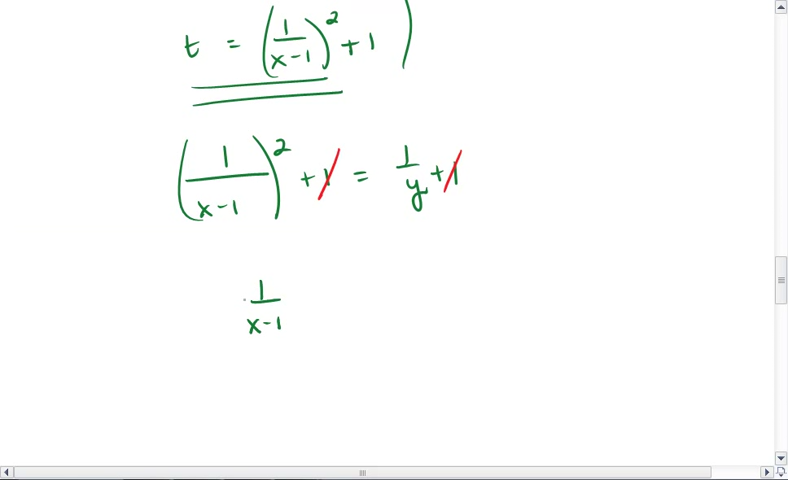 t = (1/(x-1))² + 1 )
(1/(x-1))² + 1 = 1/y + 1
1/(x-1)